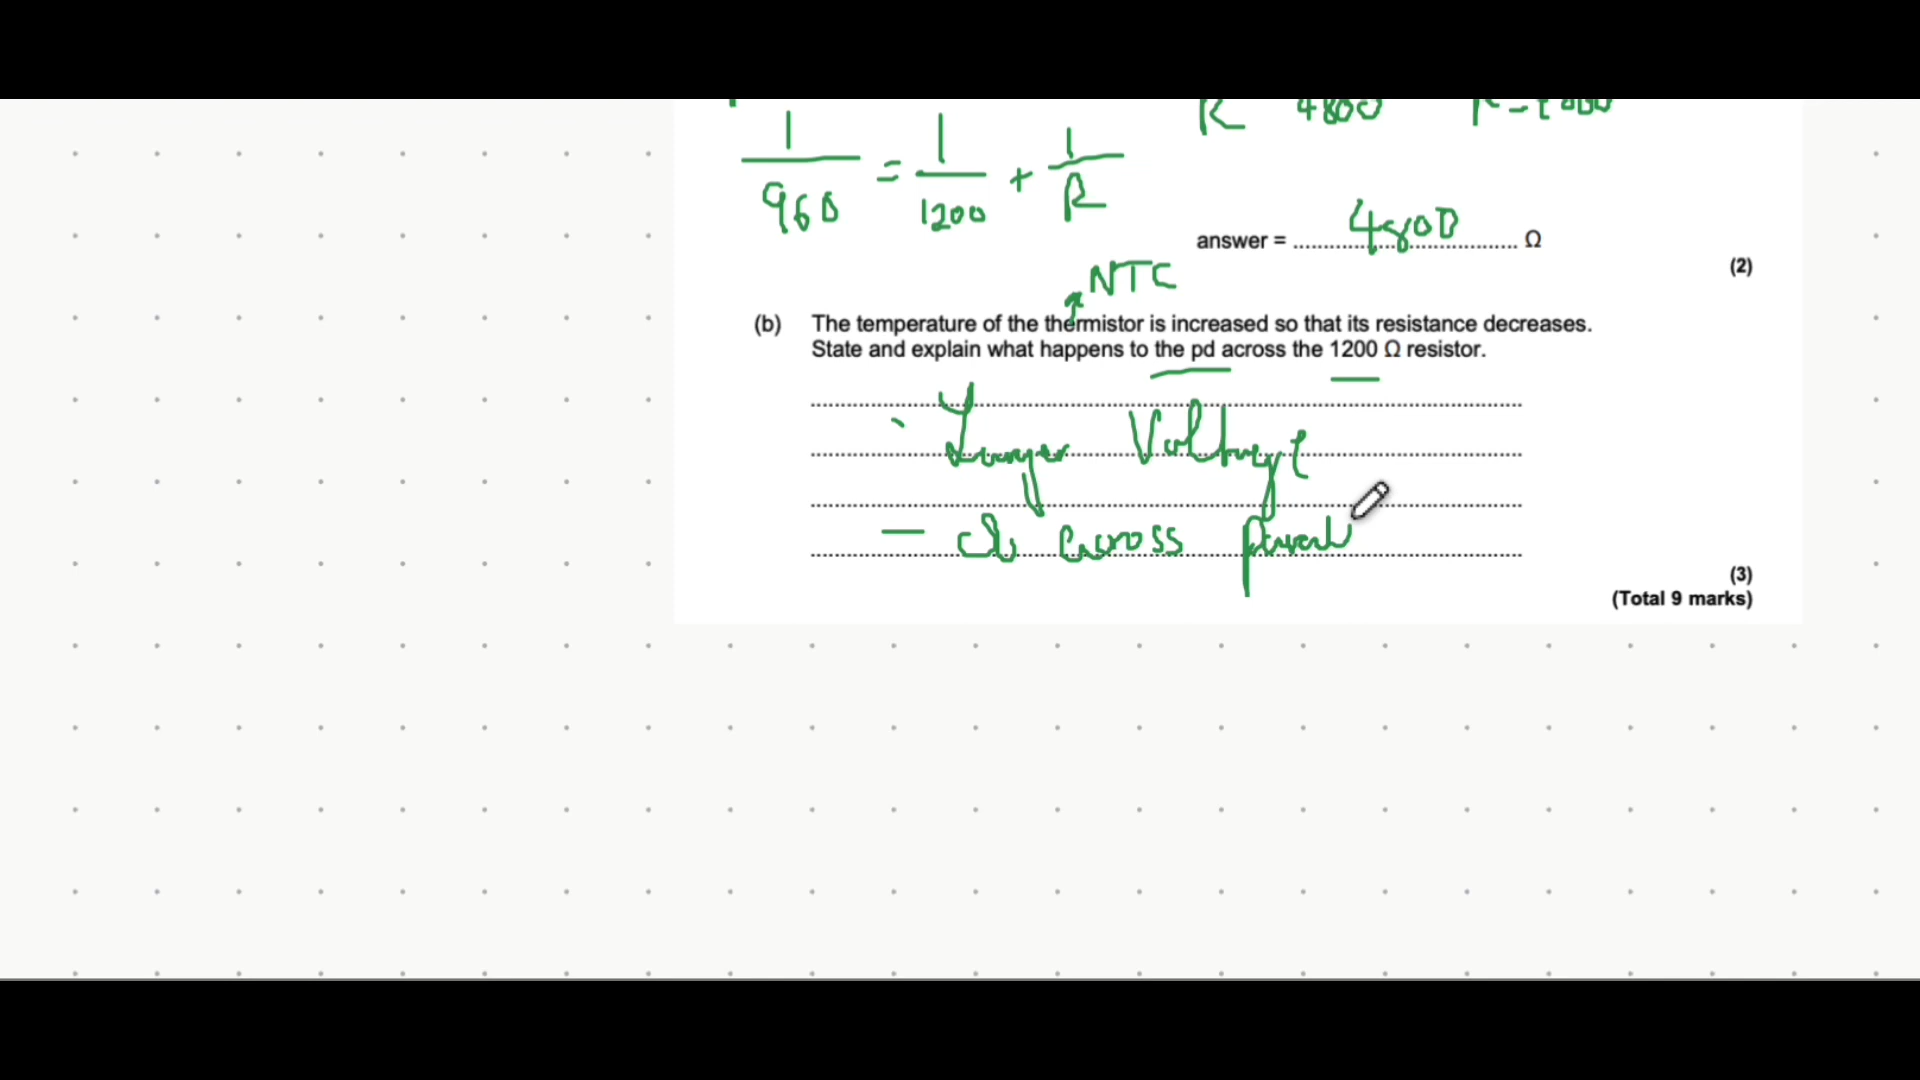 R 4800
1/960 = 1/1200 + 1/R
answer = 4800 Ω
(2)
NTC
(b) The temperature of the thermistor is increased so that its resistance decreases.
State and explain what happens to the pd across the 1200 Ω resistor.
Larger Voltage
— across
(3)
(Total 9 marks)